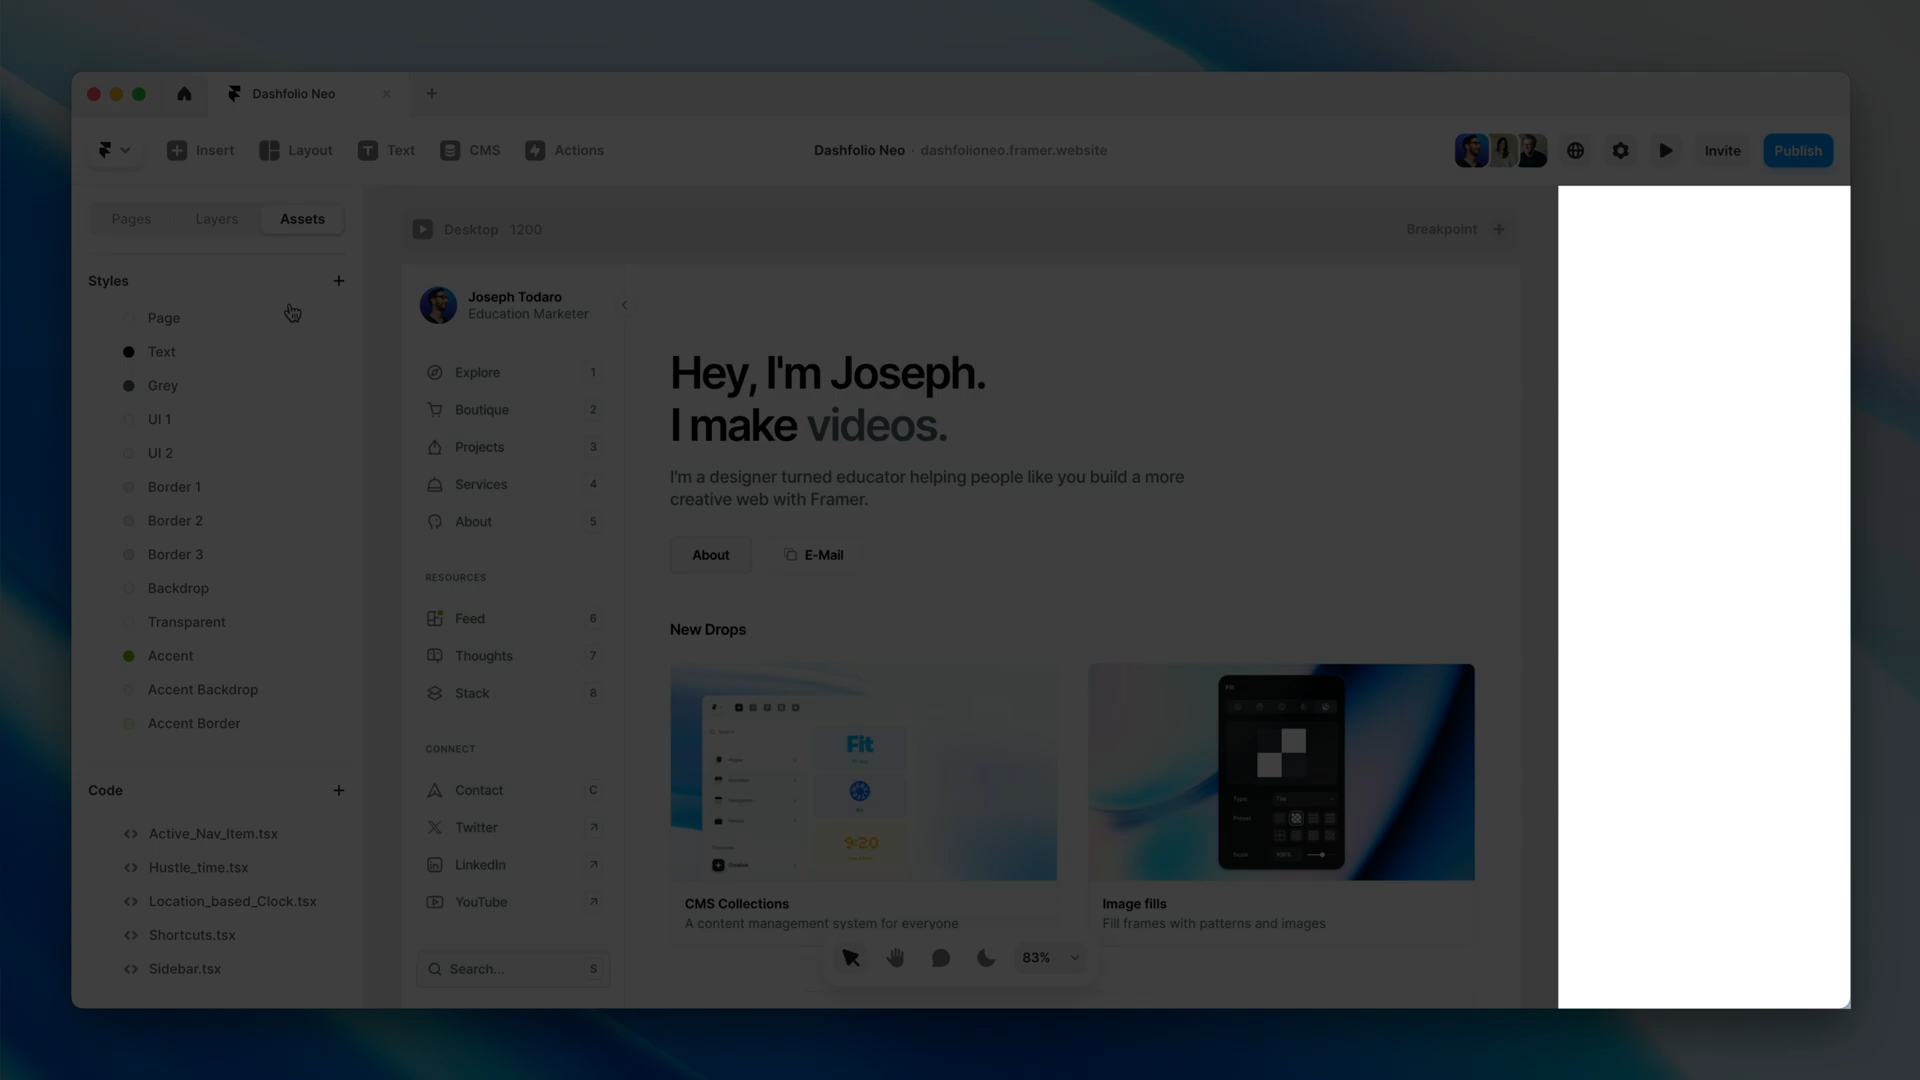 Dashfolio Neo
Insert
Layout
Text
CMS
Actions
Dashfolio Neo · dashfolioneo.framer.website
Invite
Publish
Pages
Layers
Assets
Styles
Page
Text
Grey
UI 1
UI 2
Border 1
Border 2
Border 3
Backdrop
Transparent
Accent
Accent Backdrop
Accent Border
Code
Active_Nav_Item.tsx
Hustle_time.tsx
Location_based_Clock.tsx
Shortcuts.tsx
Sidebar.tsx
Desktop 1200
Breakpoint
Joseph Todaro
Education Marketer
Explore 1
Boutique 2
Projects 3
Services 4
About 5
RESOURCES
Feed 6
Thoughts 7
Stack 8
CONNECT
Contact C
Twitter
LinkedIn
YouTube
Search... S
Hey, I'm Joseph.
I make videos.
I'm a designer turned educator helping people like you build a more
creative web with Framer.
About
E-Mail
New Drops
Fit
9:20
CMS Collections
A content management system for everyone
Fill
Type
Tile
Preset
Scale
100%
Image fills
Fill frames with patterns and images
83%